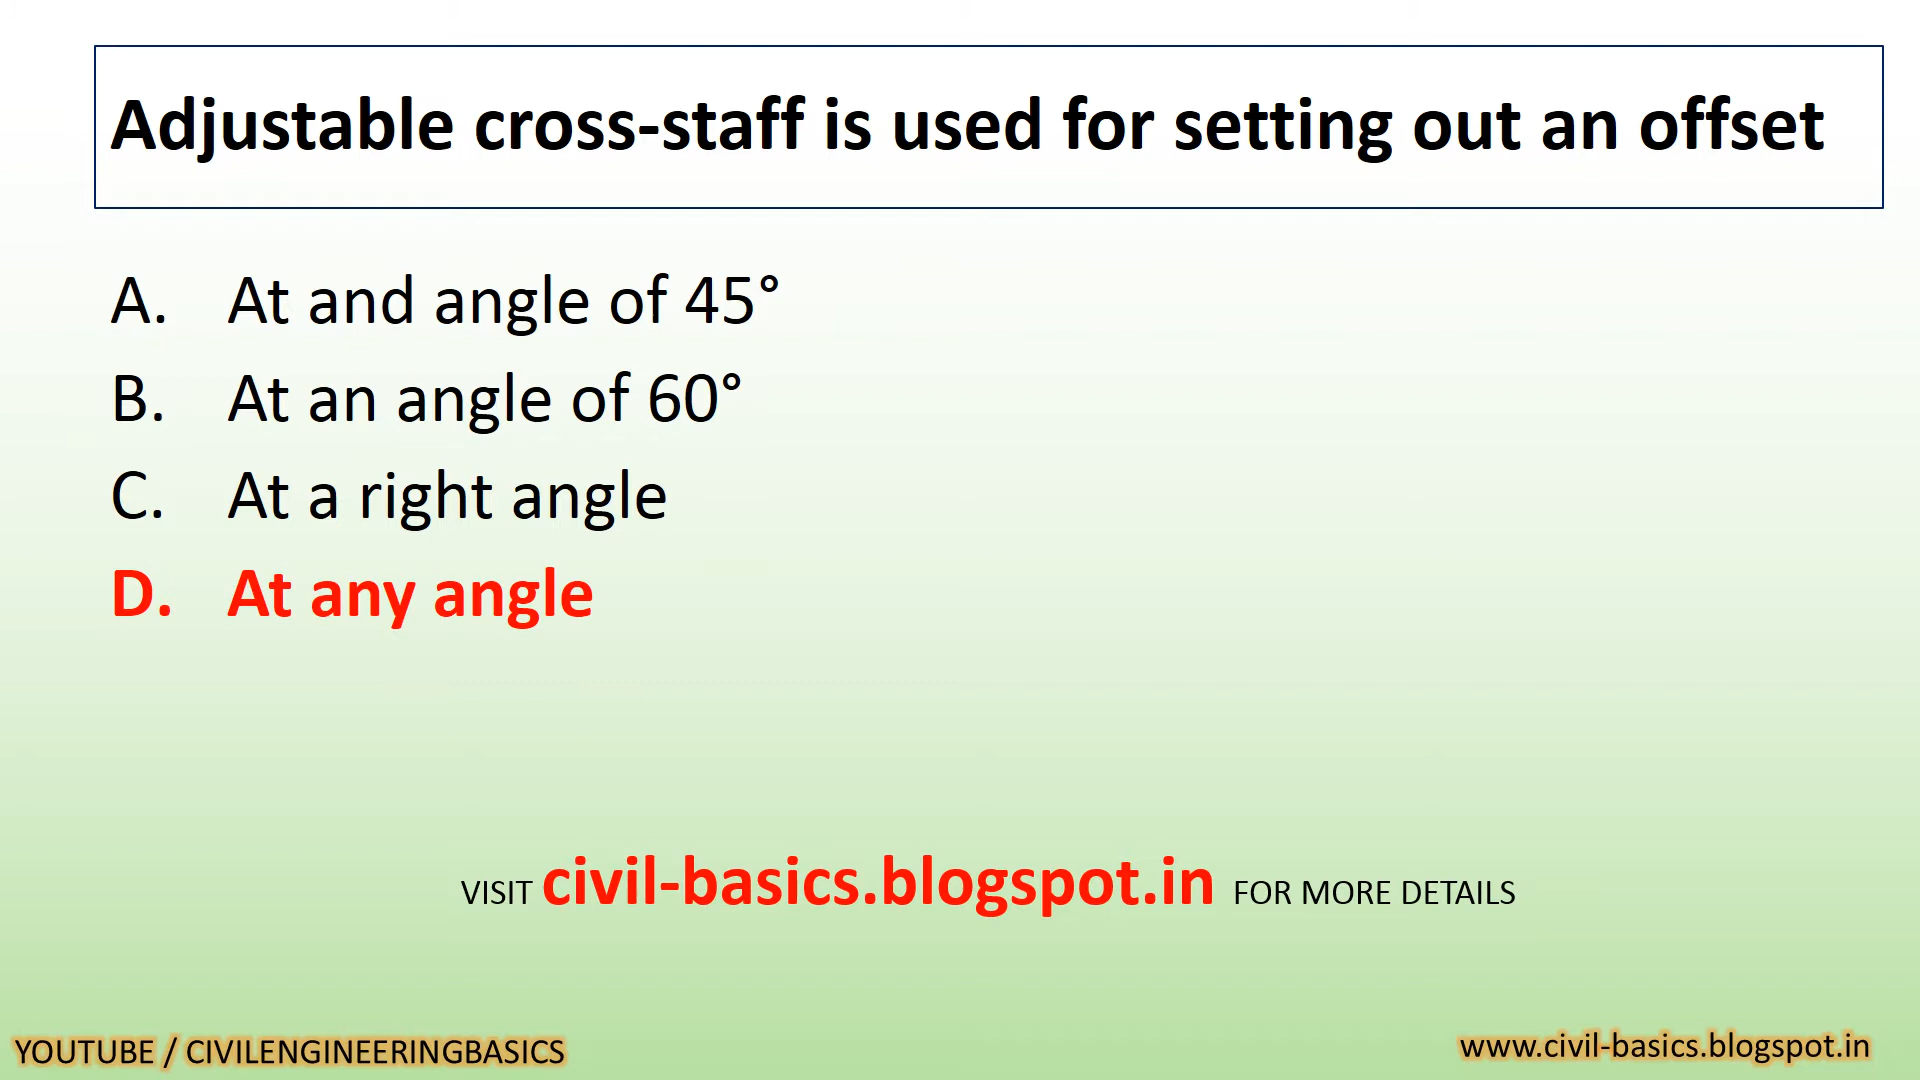 Adjustable cross-staff is used for setting out an offset
A. At and angle of 45°
B. At an angle of 60°
C. At a right angle
D. At any angle
VISIT civil-basics.blogspot.in FOR MORE DETAILS
YOUTUBE / CIVILENGINEERINGBASICS
www.civil-basics.blogspot.in